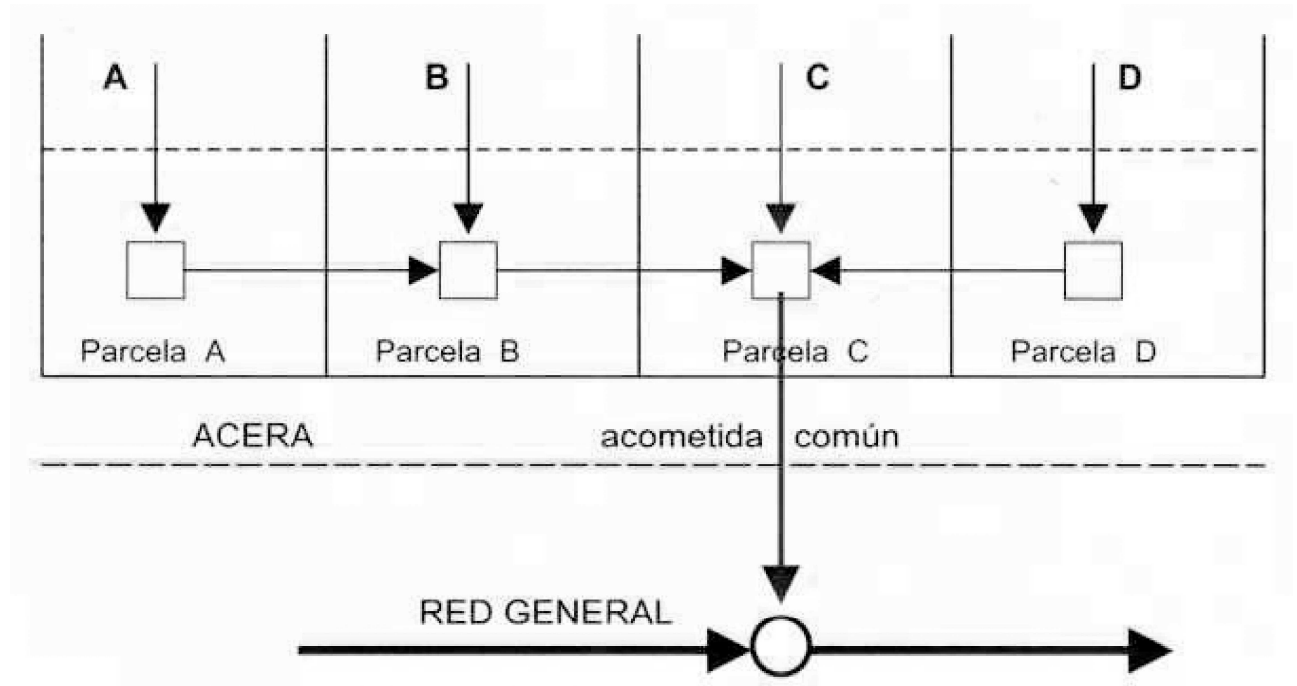 A B C D
Parcela A Parcela B Parcela C Parcela D
ACERA acometida común
RED GENERAL